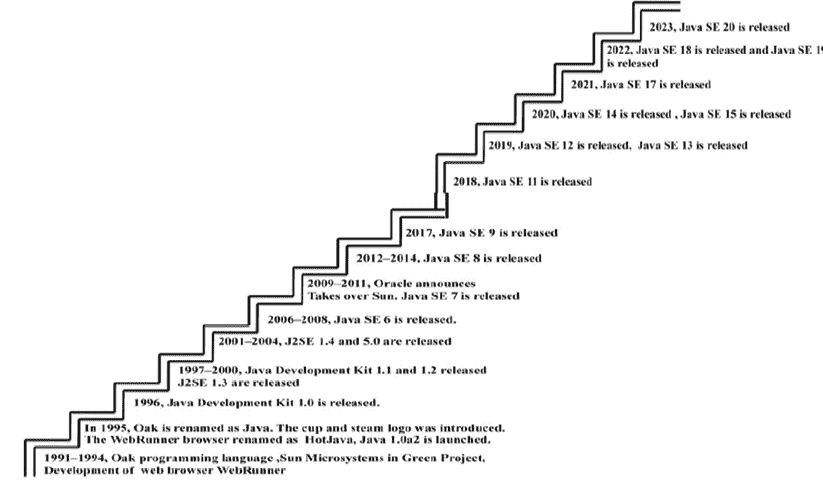 2023, Java SE 20 is released
2022, Java SE 18 is released and Java SE 19
is released
2021, Java SE 17 is released
2020, Java SE 14 is released , Java SE 15 is released
2019, Java SE 12 is released, Java SE 13 is released
2018, Java SE 11 is released
2017, Java SE 9 is released
2012–2014, Java SE 8 is released
2009–2011, Oracle announces
Takes over Sun. Java SE 7 is released
2006–2008, Java SE 6 is released.
2001–2004, J2SE 1.4 and 5.0 are released
1997–2000, Java Development Kit 1.1 and 1.2 released
J2SE 1.3 are released
1996, Java Development Kit 1.0 is released.
In 1995, Oak is renamed as Java. The cup and steam logo was introduced.
The WebRunner browser renamed as HotJava, Java 1.0a2 is launched.
1991–1994, Oak programming language ,Sun Microsystems in Green Project,
Development of web browser WebRunner